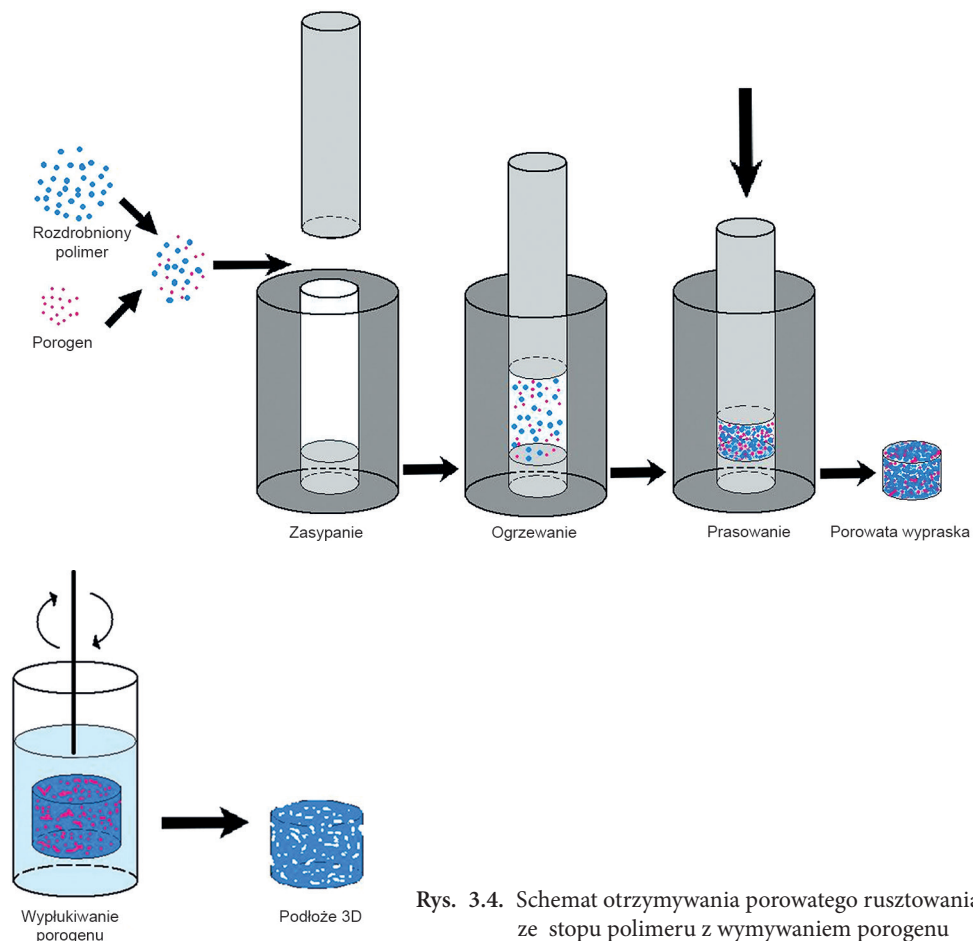 Rozdrobniony
polimer
Porogen
Zasypanie
Ogrzewanie
Prasowanie
Porowata wypraska
Wypłukiwanie
porogenu
Podłoże 3D
Rys. 3.4. Schemat otrzymywania porowatego rusztowania
ze stopu polimeru z wymywaniem porogenu